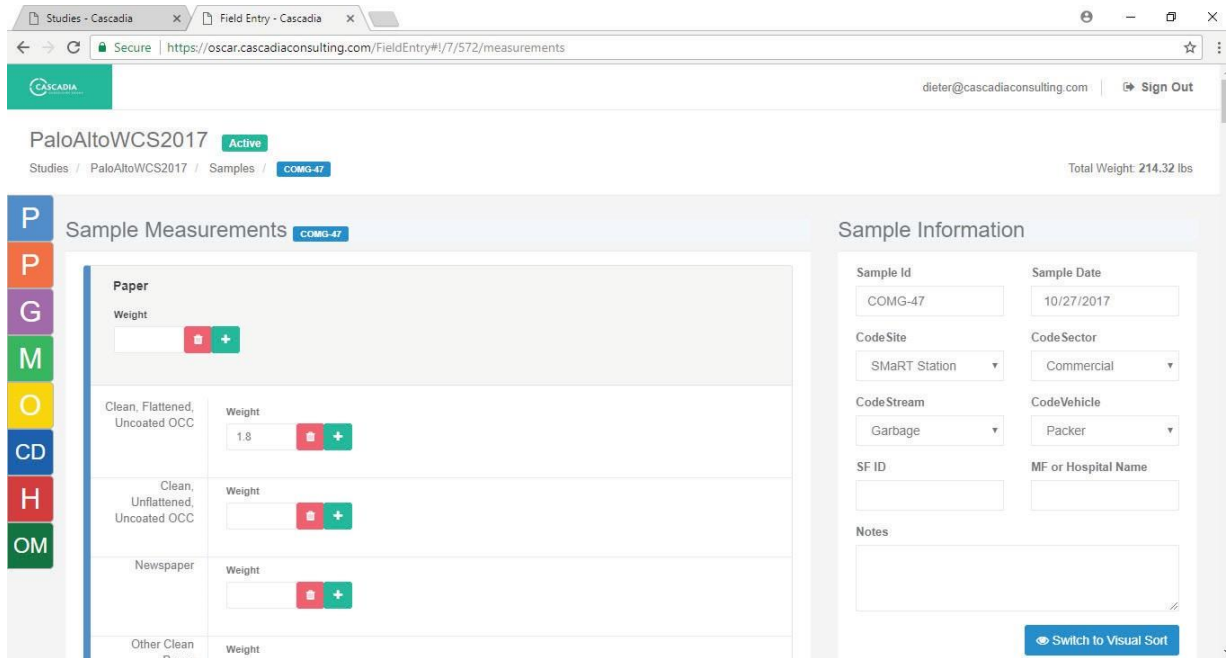 Studies - Cascadia
Field Entry - Cascadia
Secure https://oscar.cascadiaconsulting.com/FieldEntry#!/7/572/measurements
CASCADIA
dieter@cascadiaconsulting.com
Sign Out
PaloAltoWCS2017 Active
Studies / PaloAltoWCS2017 / Samples / COMG-47
Total Weight: 214.32 lbs
P
P
G
M
O
CD
H
OM
Sample Measurements COMG-47
Paper
Weight
Clean, Flattened,
Uncoated OCC
Weight
1.8
Clean,
Unflattened,
Uncoated OCC
Weight
Newspaper
Weight
Other Clean
Weight
Sample Information
Sample Id
Sample Date
COMG-47
10/27/2017
CodeSite
CodeSector
SMaRT Station
Commercial
CodeStream
CodeVehicle
Garbage
Packer
SF ID
MF or Hospital Name
Notes
Switch to Visual Sort